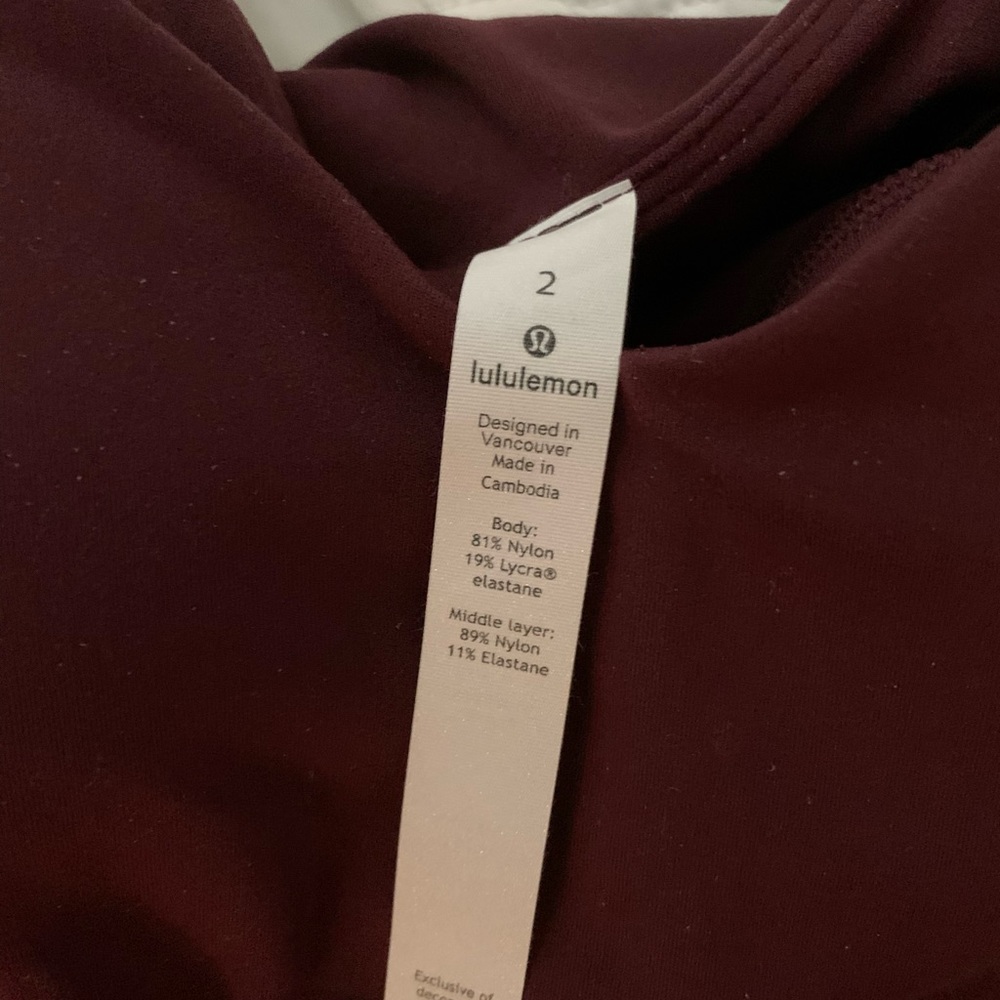 2
lululemon
Designed in
Vancouver
Made in
Cambodia
Body:
81% Nylon
19% Lycra®
elastane
Middle layer:
89% Nylon
11% Elastane
Exclusive of